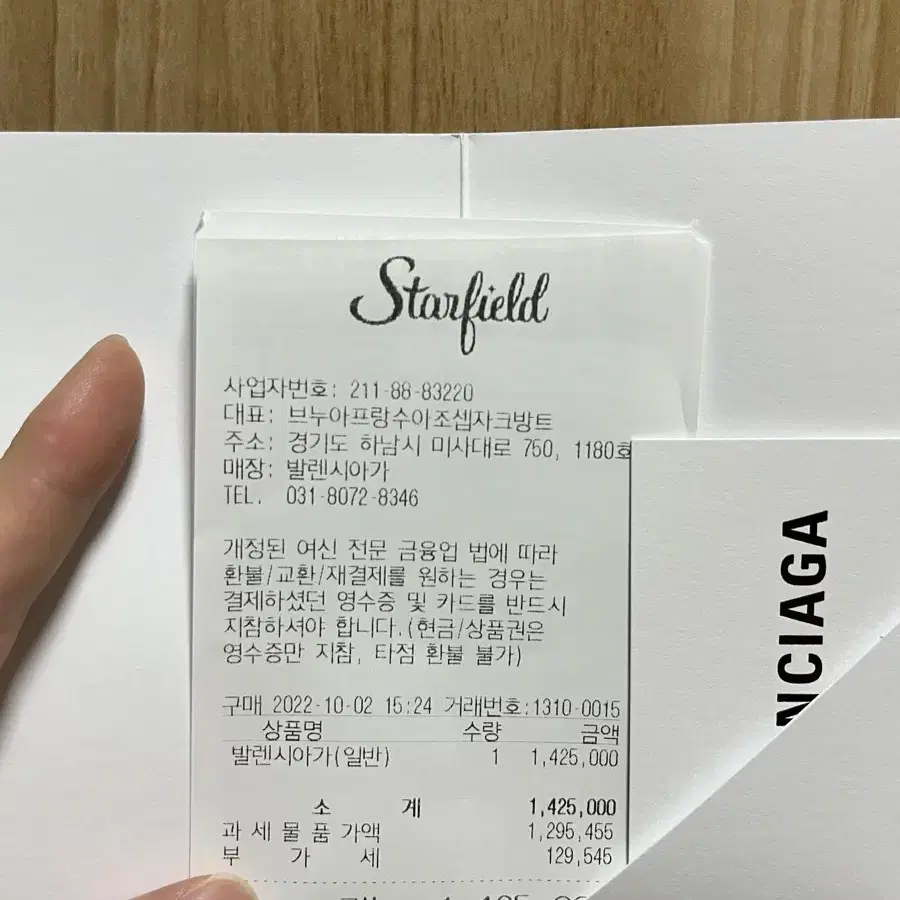 Starfield
사업자번호: 211-88-83220
대표: 브누아프랑수아조셉자크방트
주소: 경기도 하남시 미사대로 750, 1180호
매장: 발렌시아가
TEL. 031-8072-8346
개정된 여신 전문 금융업 법에 따라
환불/교환/재결제를 원하는 경우는
결제하셨던 영수증 및 카드를 반드시
지참하셔야 합니다.(현금/상품권은
영수증만 지참, 타점 환불 불가)
구매 2022-10-02 15:24 거래번호:1310-0015
상품명 수량 금액
발렌시아가(일반) 1 1,425,000
소 계 1,425,000
과 세 물 품 가액 1,295,455
부 가 세 129,545
NCIAGA